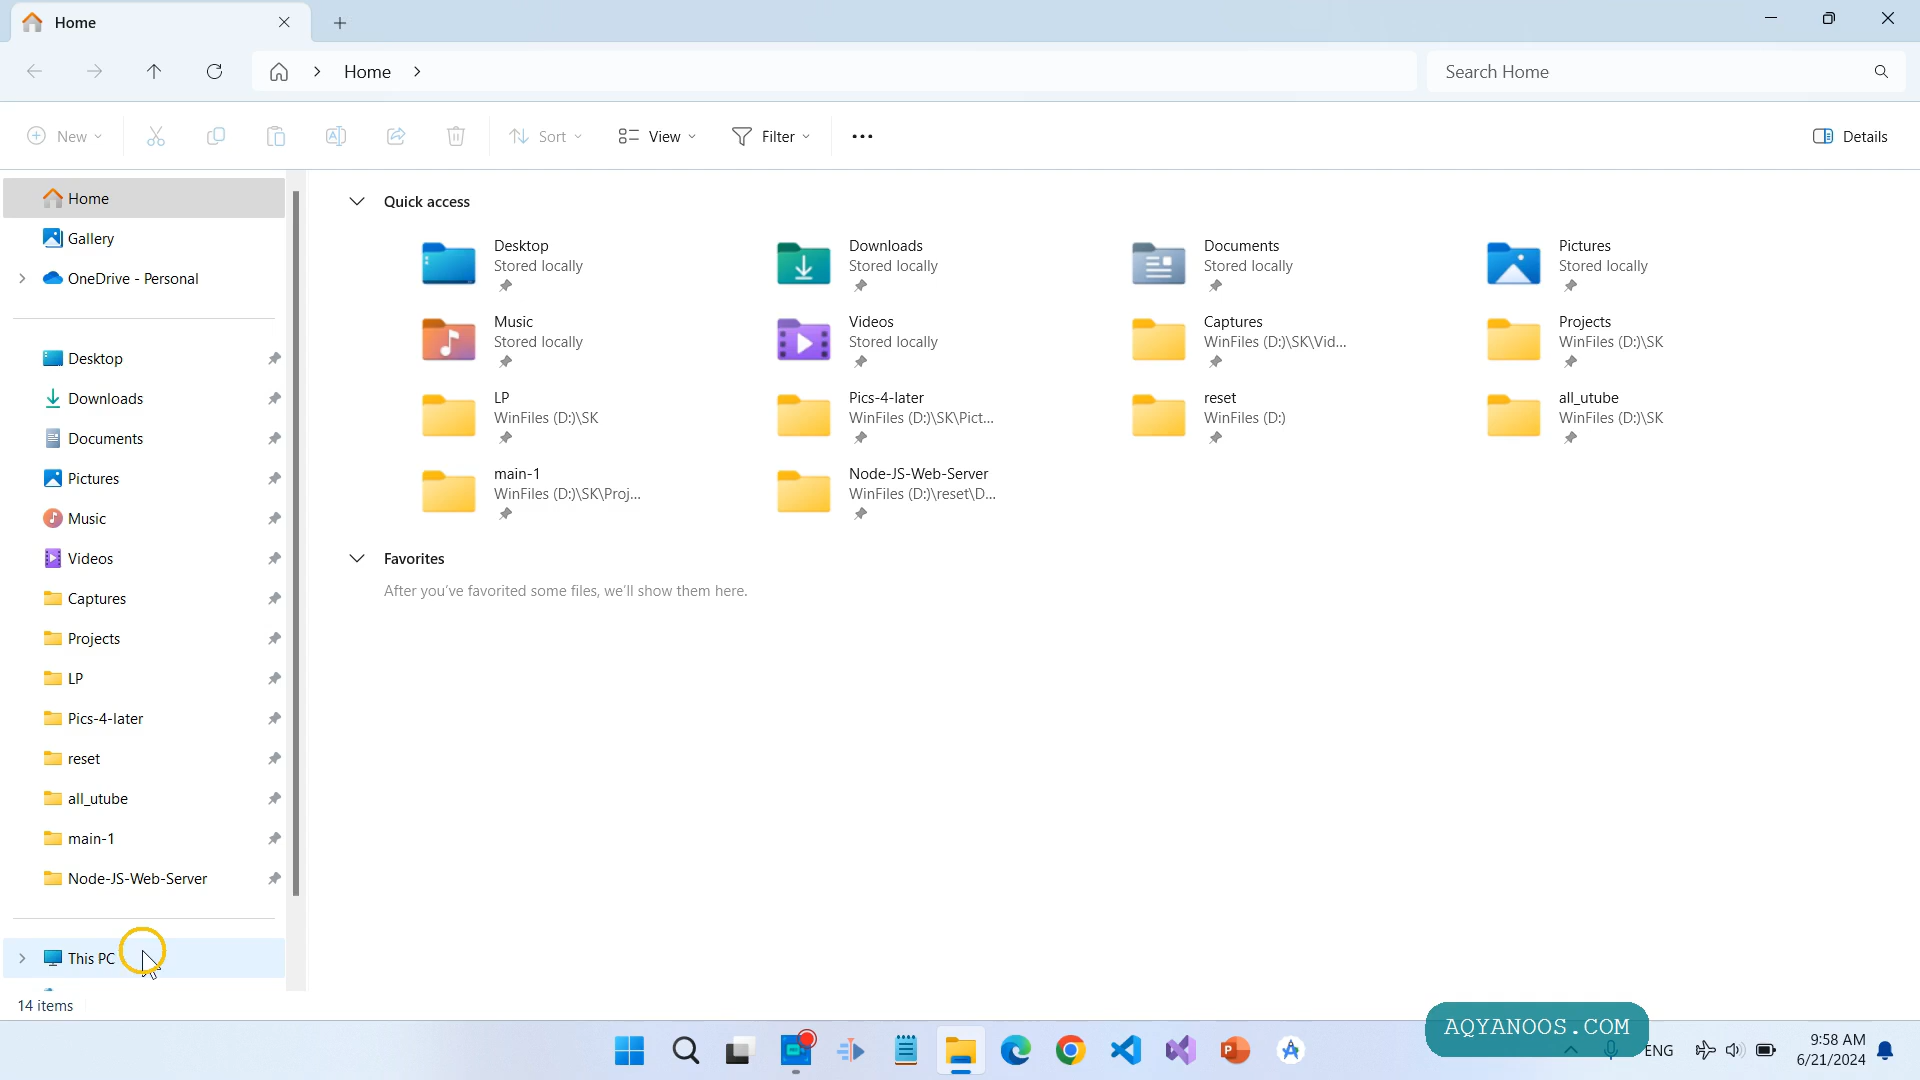 Home
Home
Search Home
New
Sort
View
Filter
Details
Home
Gallery
OneDrive - Personal
Desktop
Downloads
Documents
Pictures
Music
Videos
Captures
Projects
LP
Pics-4-later
reset
all_utube
main-1
Node-JS-Web-Server
This PC
14 items
Quick access
Desktop
Stored locally
Downloads
Stored locally
Documents
Stored locally
Pictures
Stored locally
Music
Stored locally
Videos
Stored locally
Captures
WinFiles (D:)\SK\Vid...
Projects
WinFiles (D:)\SK
LP
WinFiles (D:)\SK
Pics-4-later
WinFiles (D:)\SK\Pict...
reset
WinFiles (D:)
all_utube
WinFiles (D:)\SK
main-1
WinFiles (D:)\SK\Proj...
Node-JS-Web-Server
WinFiles (D:)\reset\D...
Favorites
After you've favorited some files, we'll show them here.
AQYANOOS.COM
ENG
9:58 AM
6/21/2024